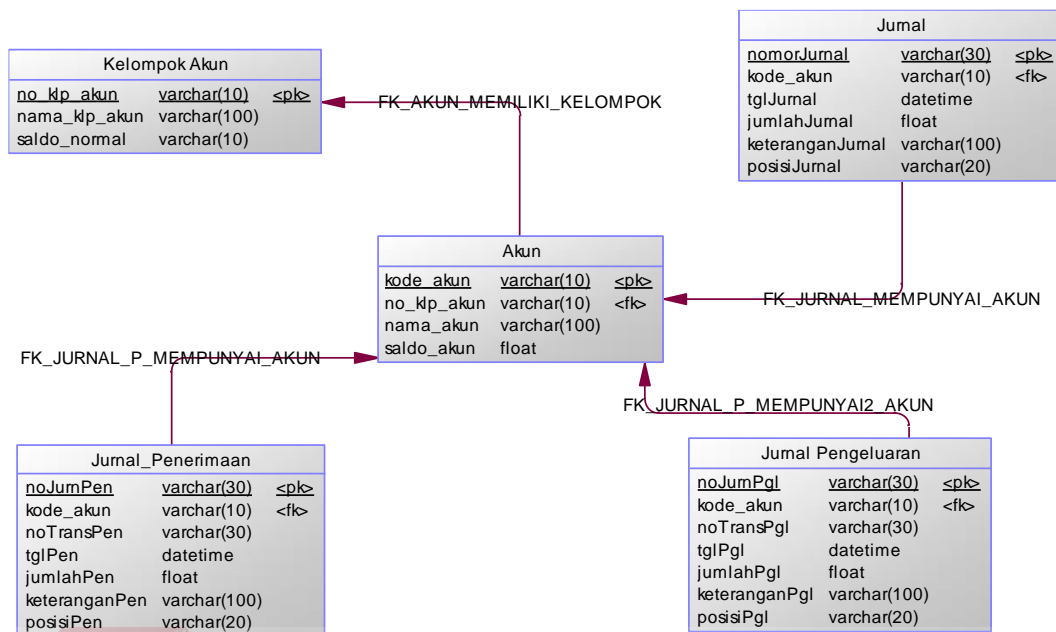 Kelompok Akun
no_klp_akun varchar(10) <pk>
nama_klp_akun varchar(100)
saldo_normal varchar(10)
Jurnal
nomorJurnal varchar(30) <pk>
kode_akun varchar(10) <fk>
tglJurnal datetime
jumlahJurnal float
keteranganJurnal varchar(100)
posisiJurnal varchar(20)
FK_AKUN_MEMILIKI_KELOMPOK
Akun
kode_akun varchar(10) <pk>
no_klp_akun varchar(10) <fk>
nama_akun varchar(100)
saldo_akun float
FK_JURNAL_MEMPUNYAI_AKUN
FK_JURNAL_P_MEMPUNYAI_AKUN
FK_JURNAL_P_MEMPUNYAI2_AKUN
Jurnal_Penerimaan
noJurnPen varchar(30) <pk>
kode_akun varchar(10) <fk>
noTransPen varchar(30)
tglPen datetime
jumlahPen float
keteranganPen varchar(100)
posisiPen varchar(20)
Jurnal Pengeluaran
noJurnPgl varchar(30) <pk>
kode_akun varchar(10) <fk>
noTransPgl varchar(30)
tglPgl datetime
jumlahPgl float
keteranganPgl varchar(100)
posisiPgl varchar(20)